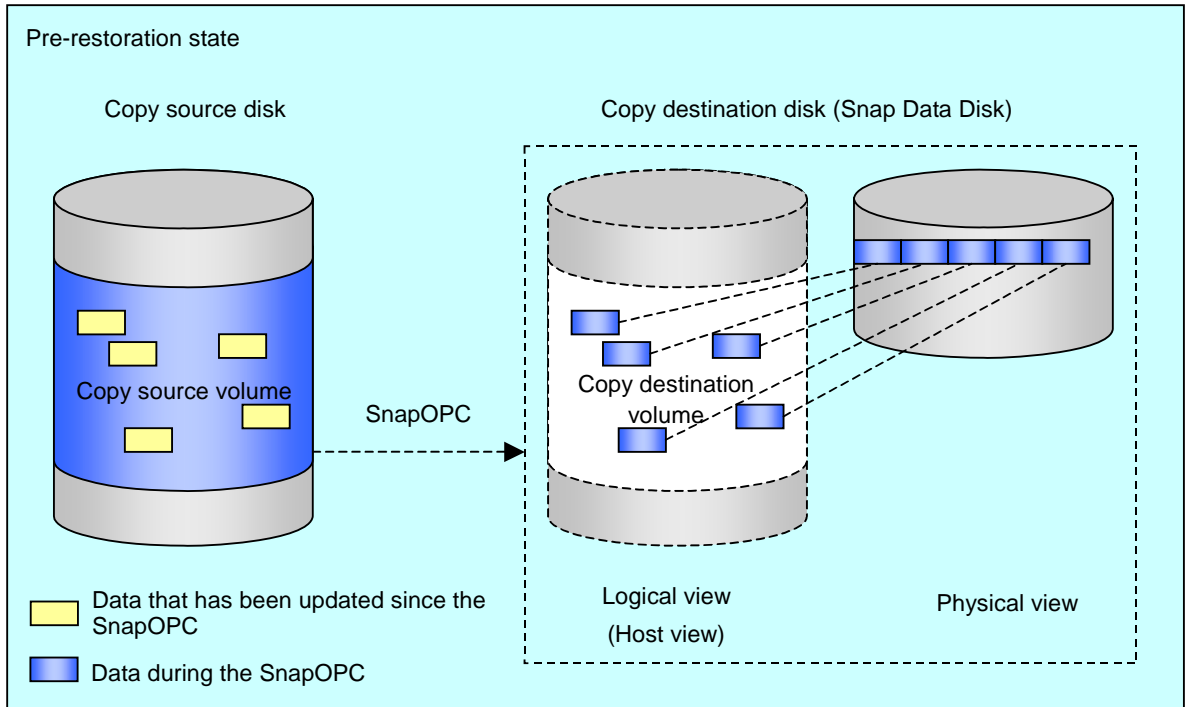 Pre-restoration state
Copy source disk
Copy destination disk (Snap Data Disk)
Copy source volume
SnapOPC
Copy destination
volume
Logical view
(Host view)
Physical view
Data that has been updated since the
SnapOPC
Data during the SnapOPC